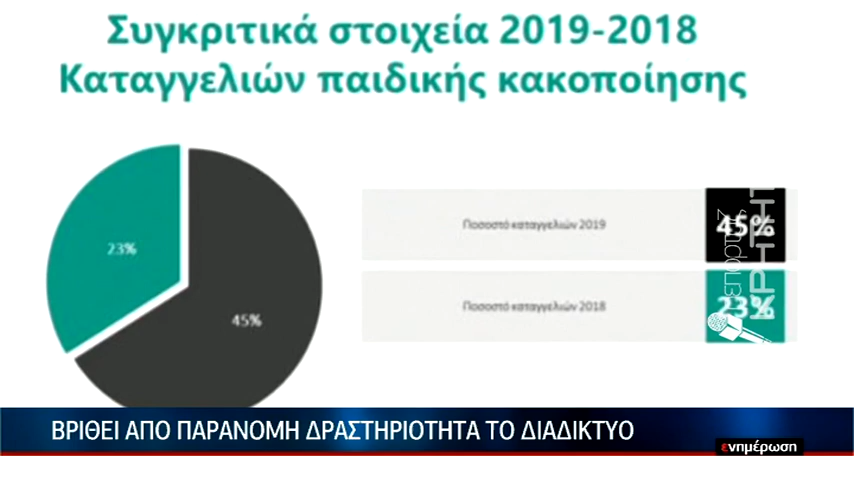 Συγκριτικά στοιχεία 2019-2018
Καταγγελιών παιδικής κακοποίησης
23%
45%
Ποσοστό καταγγελιών 2019
45%
Ποσοστό καταγγελιών 2018
23%
ΚΡΗΤΗ
ΒΡΙΘΕΙ ΑΠΟ ΠΑΡΑΝΟΜΗ ΔΡΑΣΤΗΡΙΟΤΗΤΑ ΤΟ ΔΙΑΔΙΚΤΥΟ
ενημέρωση